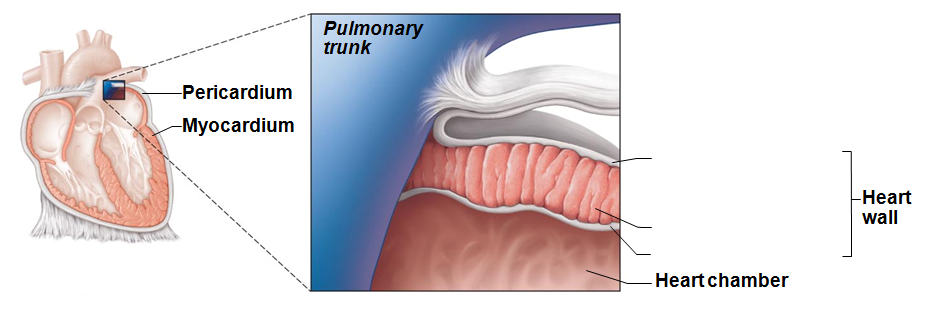 Pulmonary
trunk
Pericardium
Myocardium
Heart
wall
Heart chamber